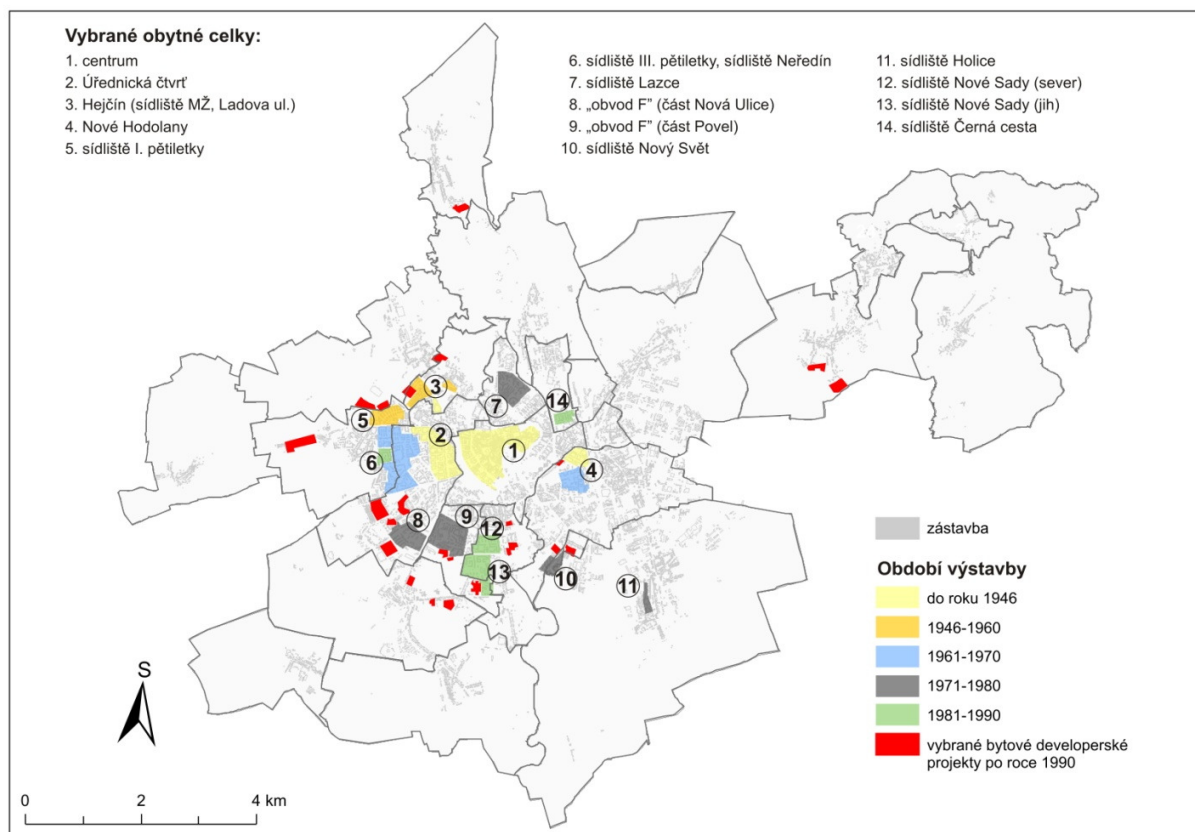 Vybrané obytné celky:
1. centrum
2. Úřednická čtvrť
3. Hejčín (sídliště MŽ, Ladova ul.)
4. Nové Hodolany
5. sídliště I. pětiletky
6. sídliště III. pětiletky, sídliště Neředín
7. sídliště Lazce
8. „obvod F” (část Nová Ulice)
9. „obvod F” (část Povel)
10. sídliště Nový Svět
11. sídliště Holice
12. sídliště Nové Sady (sever)
13. sídliště Nové Sady (jih)
14. sídliště Černá cesta
3
7
14
5
2
1
6
4
8
9
12
13
10
11
zástavba
Období výstavby
do roku 1946
1946-1960
1961-1970
1971-1980
1981-1990
vybrané bytové developerské
projekty po roce 1990
S
0 2 4 km